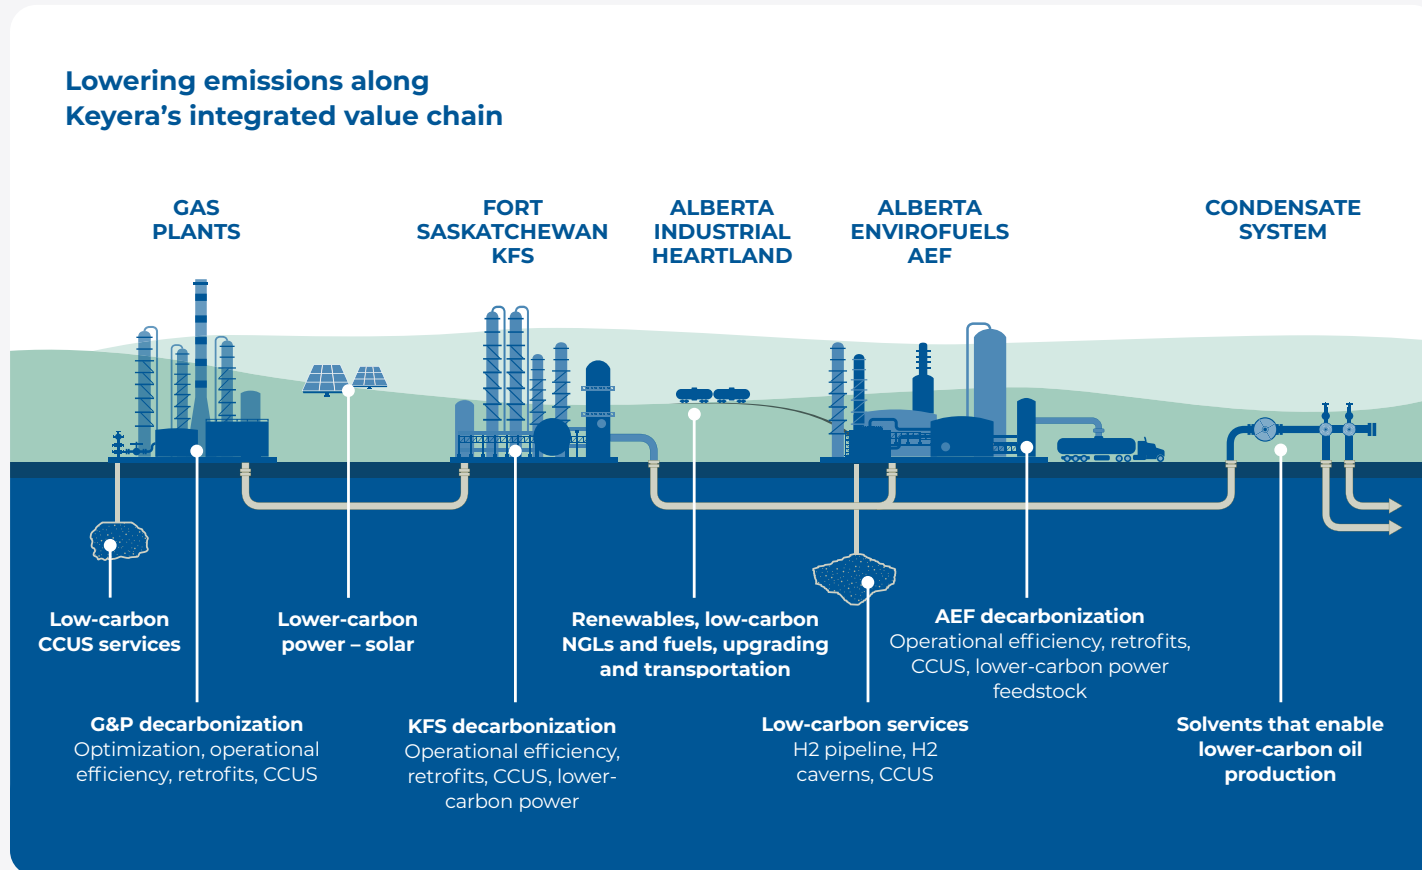 Lowering emissions along
Keyera’s integrated value chain
GAS
PLANTS
FORT
SASKATCHEWAN
KFS
ALBERTA
INDUSTRIAL
HEARTLAND
ALBERTA
ENVIROFUELS
AEF
CONDENSATE
SYSTEM
Low-carbon
CCUS services
Lower-carbon
power – solar
Renewables, low-carbon
NGLs and fuels, upgrading
and transportation
AEF decarbonization
Operational efficiency, retrofits,
CCUS, lower-carbon power
feedstock
G&P decarbonization
Optimization, operational
efficiency, retrofits, CCUS
KFS decarbonization
Operational efficiency,
retrofits, CCUS, lower-
carbon power
Low-carbon services
H2 pipeline, H2
caverns, CCUS
Solvents that enable
lower-carbon oil
production